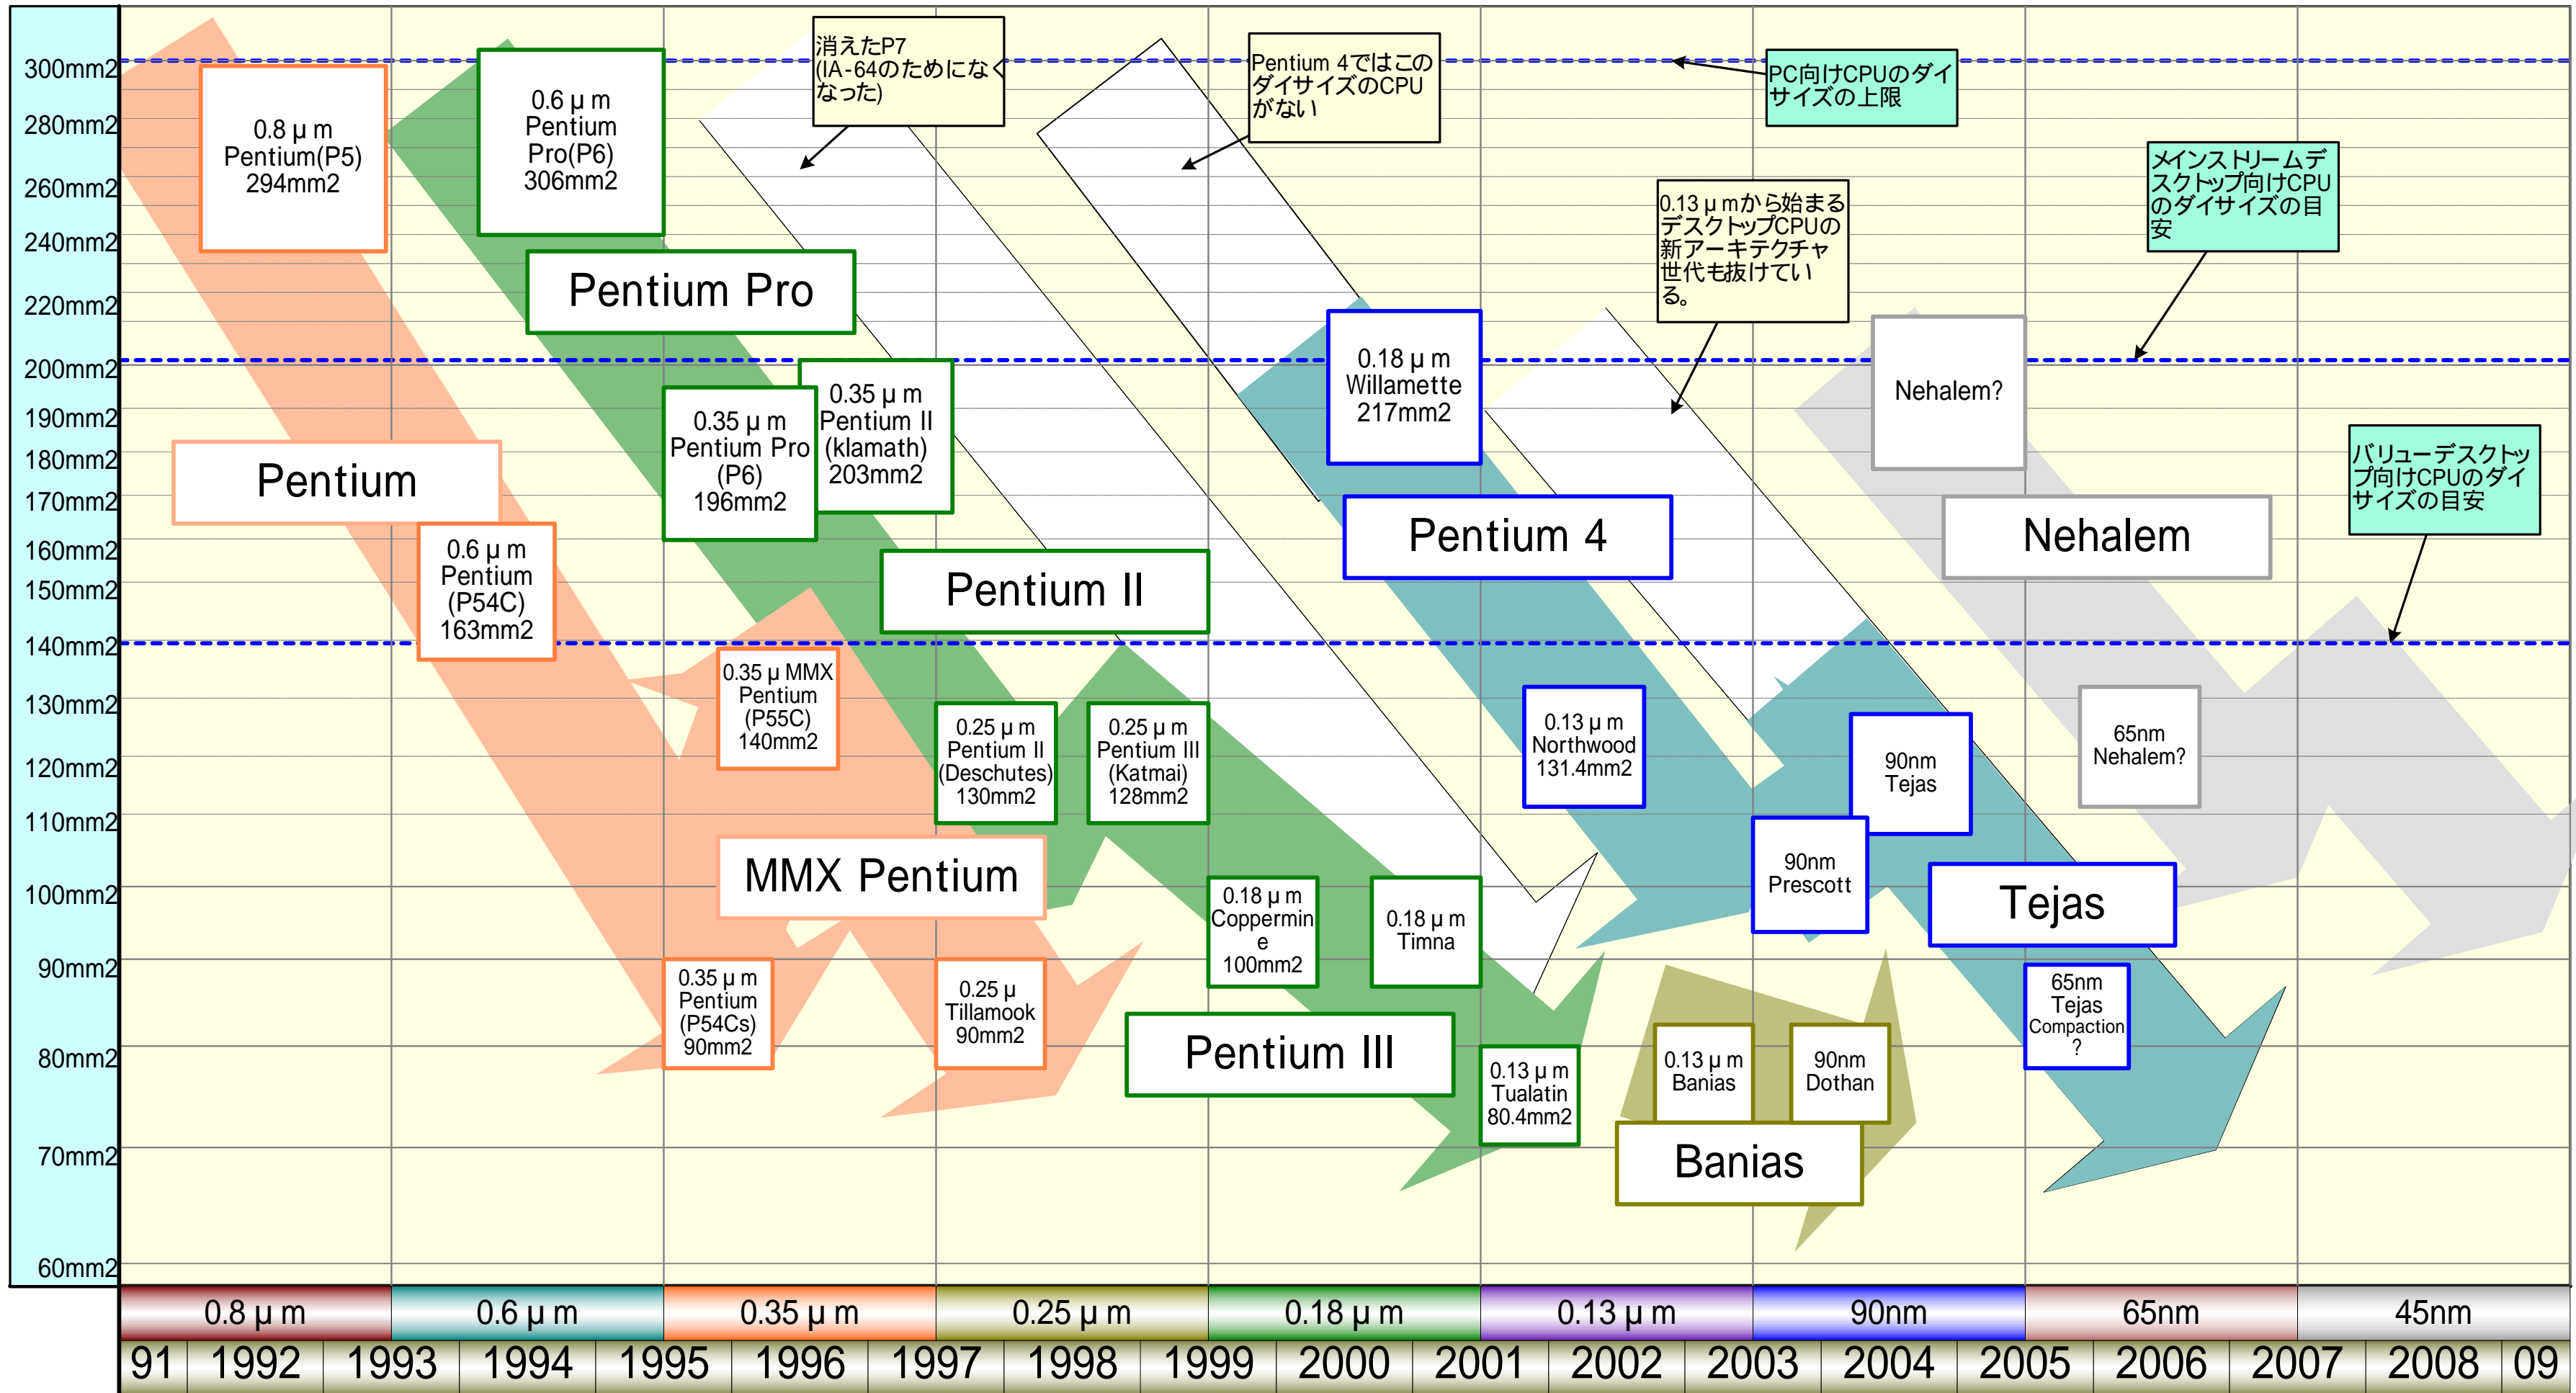 300mm2
280mm2
260mm2
240mm2
220mm2
200mm2
190mm2
180mm2
170mm2
160mm2
150mm2
140mm2
130mm2
120mm2
110mm2
100mm2
90mm2
80mm2
70mm2
60mm2
0.8 μ m
Pentium(P5)
294mm2
0.6 μ m
Pentium
Pro(P6)
306mm2
消えたP7
(IA-64のためになく
なった)
Pentium 4ではこの
ダイサイズのCPU
がない
PC向けCPUのダイ
サイズの上限
メインストリームデ
スクトップ向けCPU
のダイサイズの目
安
0.13 μ mから始まる
デスクトップCPUの
新アーキテクチャ
世代も抜けてい
る。
Pentium Pro
0.35 μ m
Pentium Pro
(P6)
196mm2
0.35 μ m
Pentium II
(klamath)
203mm2
0.18 μ m
Willamette
217mm2
Nehalem?
バリューデスクトッ
プ向けCPUのダイ
サイズの目安
Pentium
0.6 μ m
Pentium
(P54C)
163mm2
Pentium II
Pentium 4
Nehalem
0.35 μ MMX
Pentium
(P55C)
140mm2
0.25 μ m
Pentium II
(Deschutes)
130mm2
0.25 μ m
Pentium III
(Katmai)
128mm2
0.13 μ m
Northwood
131.4mm2
90nm
Tejas
65nm
Nehalem?
90nm
Prescott
MMX Pentium
0.18 μ m
Coppermin
e
100mm2
0.18 μ m
Timna
Tejas
0.35 μ m
Pentium
(P54Cs)
90mm2
0.25 μ
Tillamook
90mm2
Pentium III
0.13 μ m
Tualatin
80.4mm2
0.13 μ m
Banias
90nm
Dothan
65nm
Tejas
Compaction
?
Banias
0.8 μ m
0.6 μ m
0.35 μ m
0.25 μ m
0.18 μ m
0.13 μ m
90nm
65nm
45nm
91
1992
1993
1994
1995
1996
1997
1998
1999
2000
2001
2002
2003
2004
2005
2006
2007
2008
09